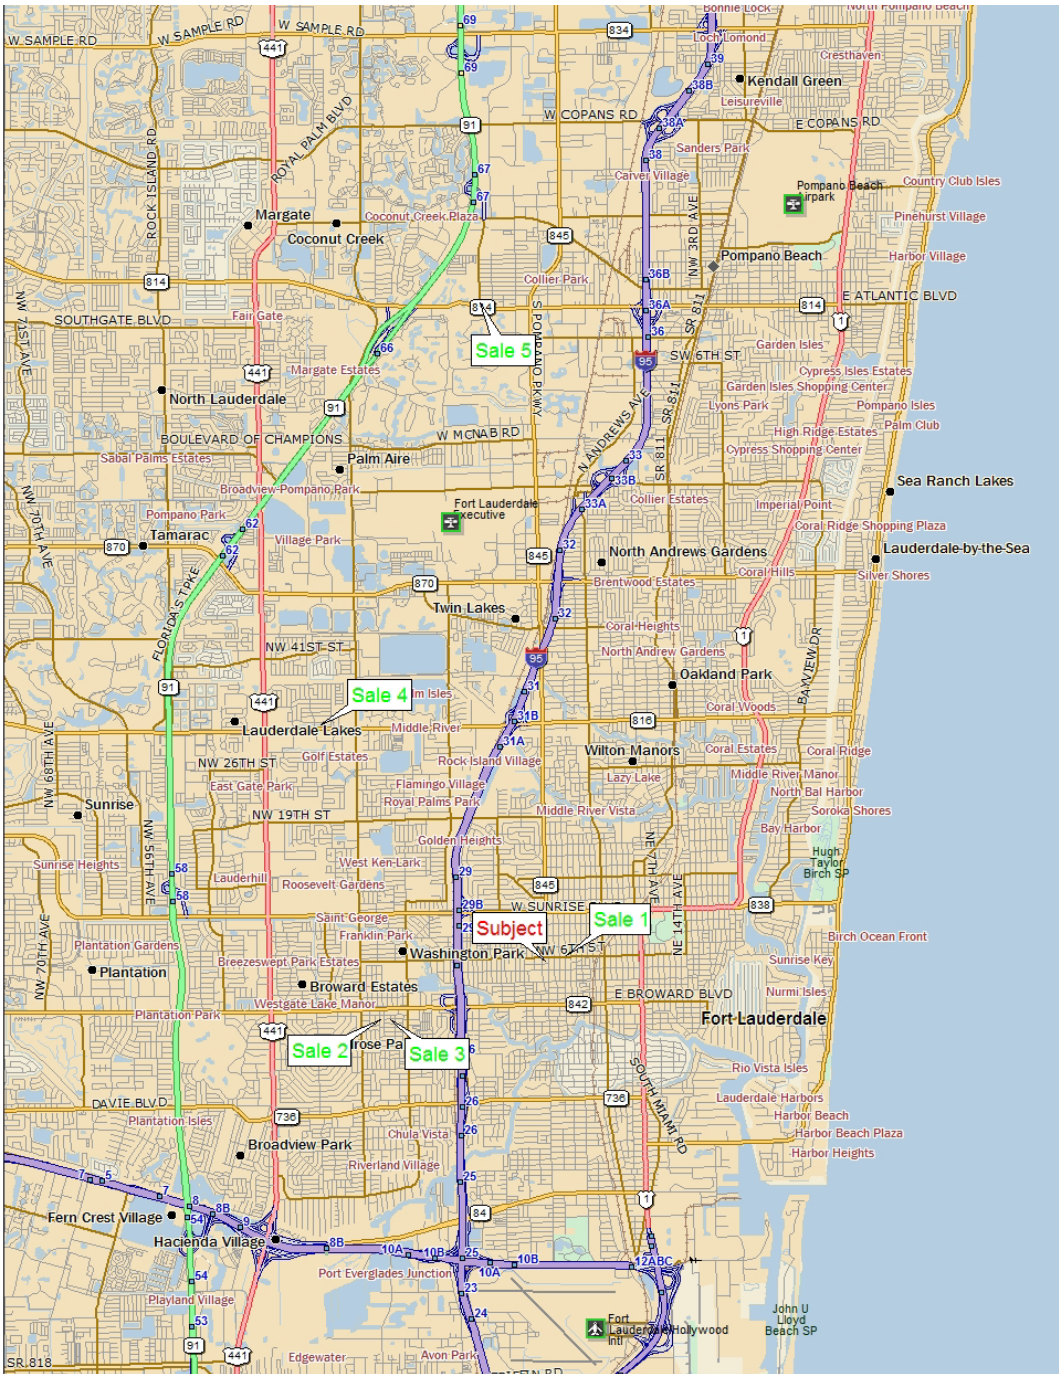 Bonnie Lock
North Pompano Beach
W SAMPLE RD
W SAMPLE RD
W SAMPLE RD
69
834
Loch Lomond
441
Cresthaven
69
39
Kendall Green
38B
Leisureville
ROCK ISLAND RD
ROYAL PALM BLVD
91
W COPANS RD
38A
E COPANS RD
Sanders Park
38
67
Carver Village
Pompano Beach
Airpark
Country Club Isles
67
NW 3RD AVE
Margate
Coconut Creek Plaza
Pinehurst Village
Coconut Creek
845
Pompano Beach
Harbor Village
814
Collier Park
36B
NW 71ST AVE
S POMPANO PKWY
SR 811
E ATLANTIC BLVD
814
36A
814
Fair Gate
SOUTHGATE BLVD
1
36
66
Sale 5
Garden Isles
SW 6TH ST
95
441
Margate Estates
Cypress Isles Estates
Garden Isles Shopping Center
North Lauderdale
91
SR 811
N ANDREWS AVE
Lyons Park
Pompano Isles
Palm Club
W MCNAB RD
High Ridge Estates
BOULEVARD OF CHAMPIONS
SR 811
Cypress Shopping Center
Sabal Palms Estates
Palm Aire
33
33B
Sea Ranch Lakes
Broadview-Pompano Park
Collier Estates
NW 70TH AVE
Fort Lauderdale
Executive
33A
Imperial Point
Pompano Park
62
Coral Ridge Shopping Plaza
870
Tamarac
Village Park
62
845
32
North Andrews Gardens
Lauderdale-by-the-Sea
870
Brentwood Estates
Coral Hills
Silver Shores
FLORIDA'S TPKE
Twin Lakes
32
Coral Heights
1
NW 41ST ST
95
North Andrew Gardens
BAYVIEW DR
91
Oakland Park
Sale 4
31
441
Coral Woods
Lauderdale Lakes
Middle River
31B
816
31A
Wilton Manors
Coral Estates
Coral Ridge
NW 68TH AVE
NW 26TH ST
Golf Estates
Rock Island Village
Lazy Lake
Middle River Manor
East Gate Park
Flamingo Village
North Bal Harbor
Sunrise
Royal Palms Park
Middle River Vista
Soroka Shores
NW 19TH ST
NW 56TH AVE
NE 7TH AVE
Bay Harbor
Golden Heights
Sunrise Heights
58
West Ken-Lark
Hugh
Taylor
Birch SP
Lauderhill
Roosevelt Gardens
29
845
NE 14TH AVE
58
29B
838
Saint George
Subject
Sale 1
NW 70TH AVE
Franklin Park
Birch Ocean Front
Plantation Gardens
Washington Park
NW 6TH ST
Breezeswept Park Estates
Sunrise Key
Plantation
Broward Estates
E BROWARD BLVD
Nurmi Isles
Westgate Lake Manor
842
Plantation Park
Fort Lauderdale
441
Sale 2
Sale 3
SOUTH MIAMI RD
Rio Vista Isles
DAVIE BLVD
26
736
Lauderdale Harbors
736
Plantation Isles
Harbor Beach
26
Chula Vista
Harbor Beach Plaza
Broadview Park
Harbor Heights
Riverland Village
7
5
25
7
8
1
Fern Crest Village
54
8B
84
9
Hacienda Village
8B
10A
10B
25
10B
12ABC
Port Everglades Junction
10A
54
Playland Village
23
24
53
Fort
Lauderdale/Hollywood
Intl
John U
Lloyd
Beach SP
91
SR 818
441
Edgewater
Avon Park